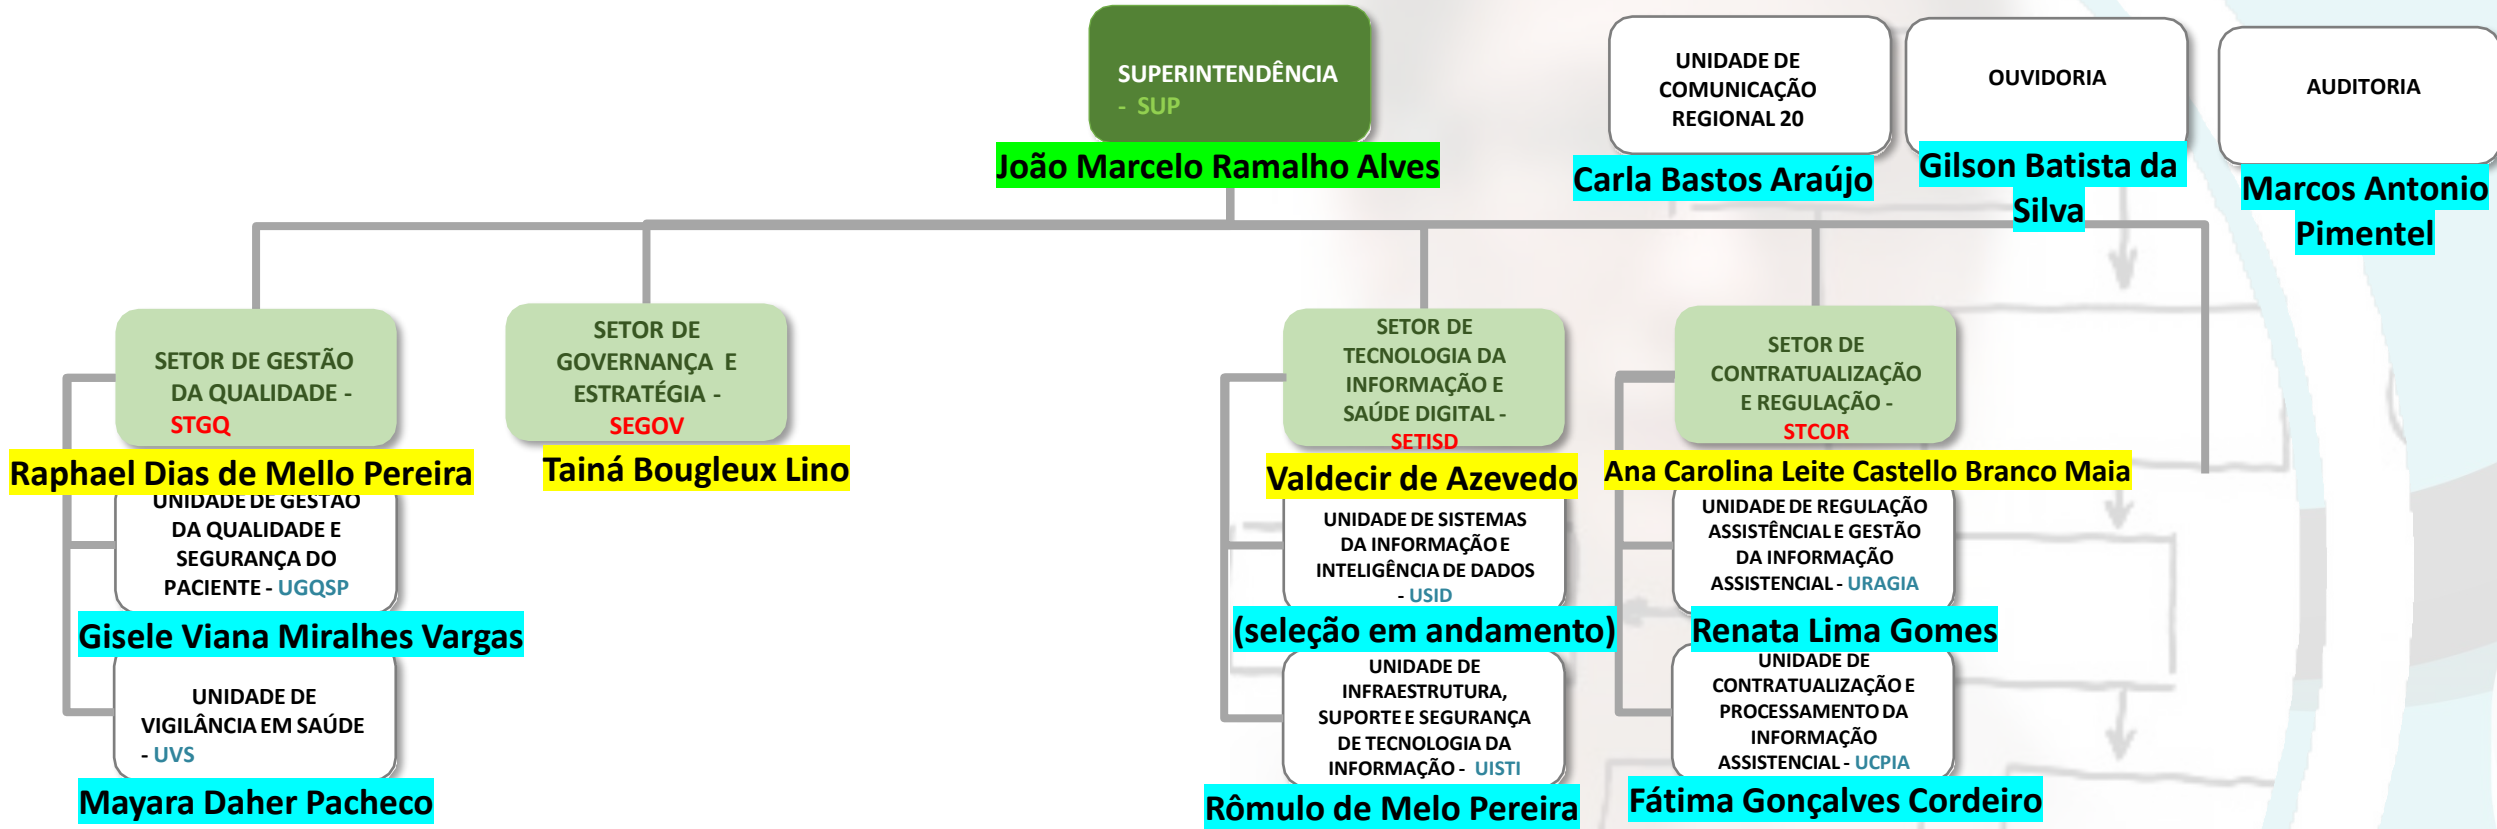 SUPERINTENDÊNCIA
- SUP
João Marcelo Ramalho Alves
UNIDADE DE
COMUNICAÇÃO
REGIONAL 20
Carla Bastos Araújo
OUVIDORIA
Gilson Batista da
Silva
AUDITORIA
Marcos Antonio
Pimentel
SETOR DE GESTÃO
DA QUALIDADE -
STGQ
Raphael Dias de Mello Pereira
UNIDADE DE GESTÃO
DA QUALIDADE E
SEGURANÇA DO
PACIENTE - UGQSP
Gisele Viana Miralhes Vargas
UNIDADE DE
VIGILÂNCIA EM SAÚDE
- UVS
Mayara Daher Pacheco
SETOR DE
GOVERNANÇA E
ESTRATÉGIA -
SEGOV
Tainá Bougleux Lino
SETOR DE
TECNOLOGIA DA
INFORMAÇÃO E
SAÚDE DIGITAL -
SETISD
Valdecir de Azevedo
UNIDADE DE SISTEMAS
DA INFORMAÇÃO E
INTELIGÊNCIA DE DADOS
- USID
(seleção em andamento)
UNIDADE DE
INFRAESTRUTURA,
SUPORTE E SEGURANÇA
DE TECNOLOGIA DA
INFORMAÇÃO - UISTI
Rômulo de Melo Pereira
SETOR DE
CONTRATUALIZAÇÃO
E REGULAÇÃO -
STCOR
Ana Carolina Leite Castello Branco Maia
UNIDADE DE REGULAÇÃO
ASSISTÊNCIAL E GESTÃO
DA INFORMAÇÃO
ASSISTENCIAL - URAGIA
Renata Lima Gomes
UNIDADE DE
CONTRATUALIZAÇÃO E
PROCESSAMENTO DA
INFORMAÇÃO
ASSISTENCIAL - UCPIA
Fátima Gonçalves Cordeiro